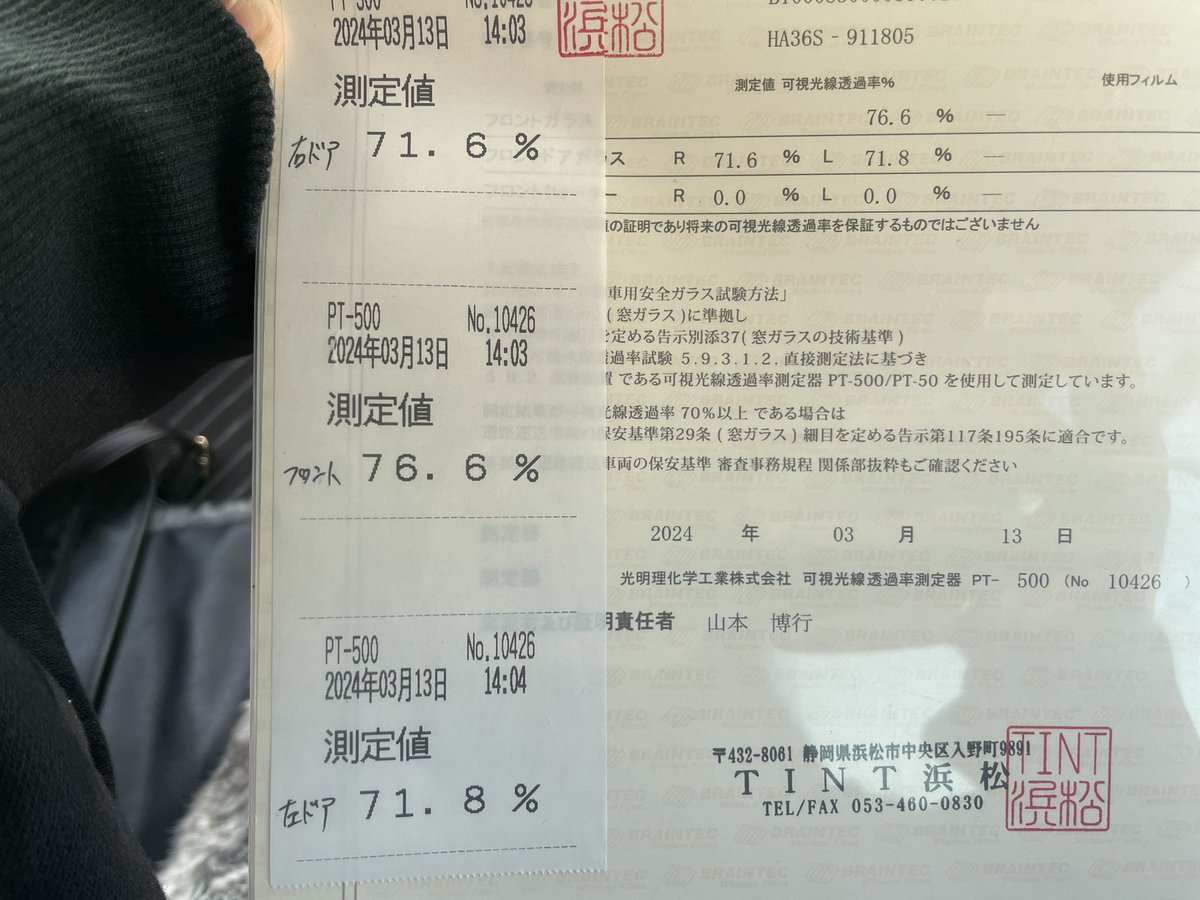 PT-500 No.10426
2024年03月13日 14:03
測定値
右ドア 71.6%
PT-500 No.10426
2024年03月13日 14:03
測定値
フロント 76.6%
PT-500 No.10426
2024年03月13日 14:04
測定値
左ドア 71.8%
浜松
HA36S - 911805
測定値 可視光線透過率% 使用フィルム
76.6 % —
ス R 71.6 % L 71.8 % —
ー R 0.0 % L 0.0 % —
の証明であり将来の可視光線透過率を保証するものではございません
車用安全ガラス試験方法」
(窓ガラス)に準拠し
を定める告示別添37(窓ガラスの技術基準)
過率試験 5.9.3.1.2.直接測定法に基づき
置 である可視光線透過率測定器 PT-500/PT-50 を使用して測定しています。
光線透過率 70%以上 である場合は
保安基準第29条(窓ガラス)細目を定める告示第117条195条に適合です。
車両の保安基準 審査事務規程 関係部抜粋もご確認ください
2024 年 03 月 13 日
光明理化学工業株式会社 可視光線透過率測定器 PT- 500 (No 10426 )
及び証明責任者 山本 博行
〒432-8061 静岡県浜松市中央区入野町9891
TINT浜松
TEL/FAX 053-460-0830
TINT
浜松
BRAINTEC